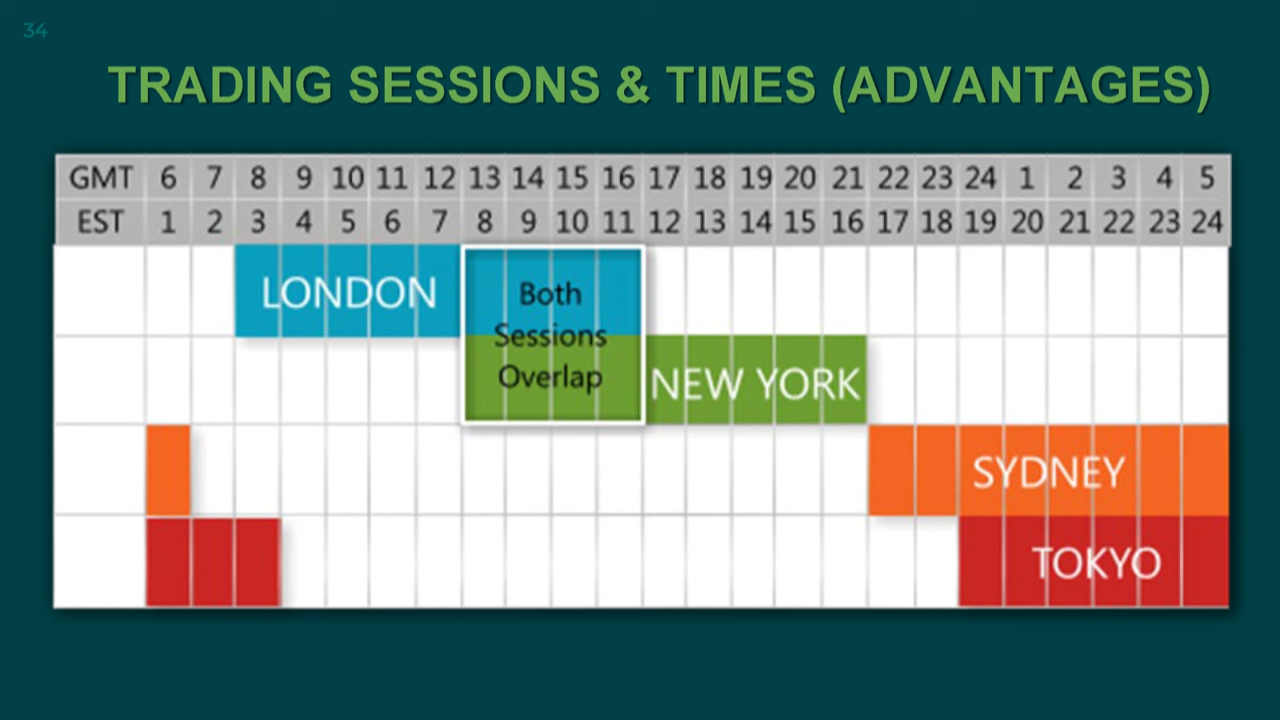 34
TRADING SESSIONS & TIMES (ADVANTAGES)
GMT 6 7 8 9 10 11 12 13 14 15 16 17 18 19 20 21 22 23 24 1 2 3 4 5
EST 1 2 3 4 5 6 7 8 9 10 11 12 13 14 15 16 17 18 19 20 21 22 23 24
LONDON
Both
Sessions
Overlap
NEW YORK
SYDNEY
TOKYO